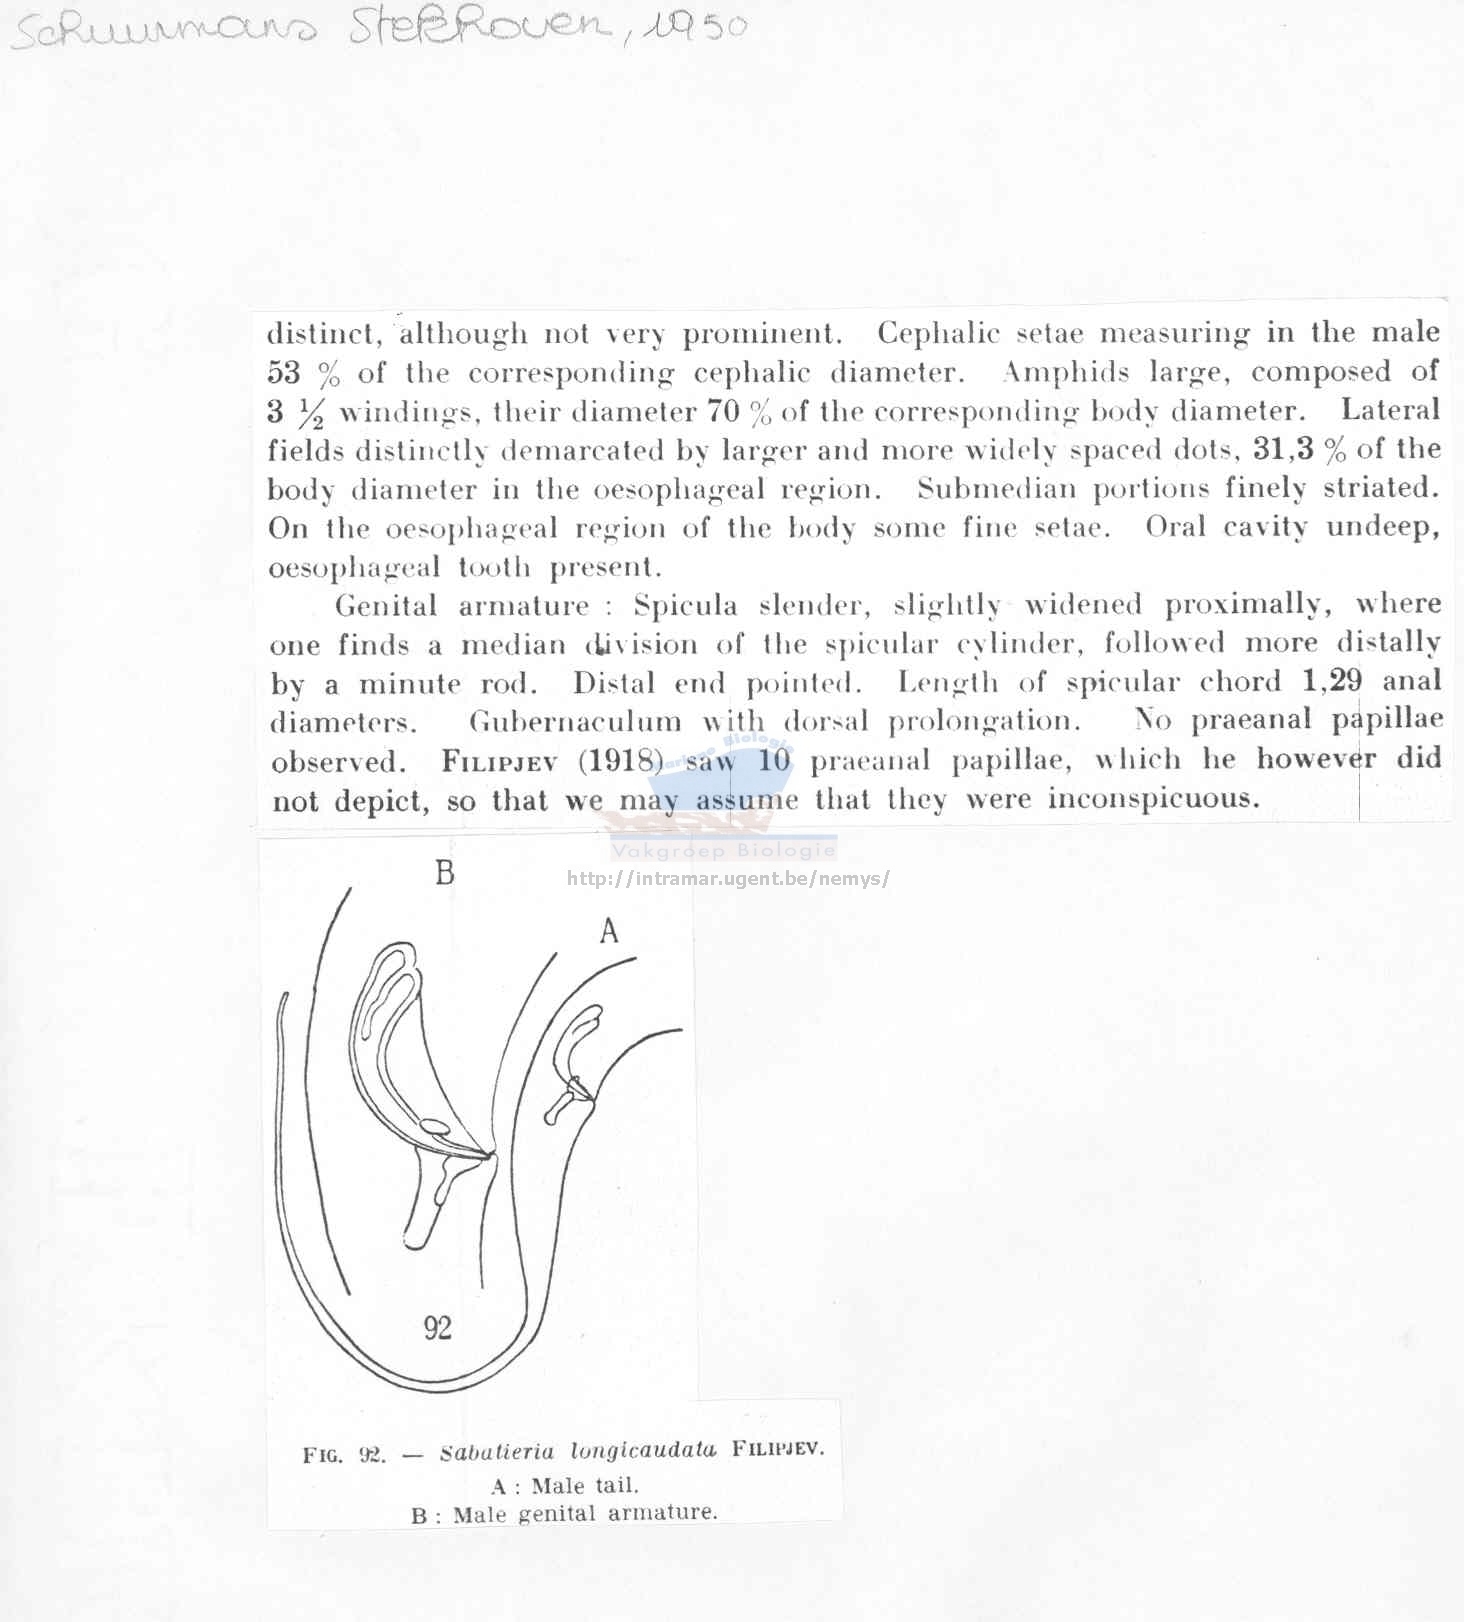 Schuurmans Stekhoven, 1950
distinct, although not very prominent. Cephalic setae measuring in the male
53 % of the corresponding cephalic diameter. Amphids large, composed of
3 ½ windings, their diameter 70 % of the corresponding body diameter. Lateral
fields distinctly demarcated by larger and more widely spaced dots, 31,3 % of the
body diameter in the oesophageal region. Submedian portions finely striated.
On the oesophageal region of the body some fine setae. Oral cavity undeep,
oesophageal tooth present.
Genital armature : Spicula slender, slightly widened proximally, where
one finds a median division of the spicular cylinder, followed more distally
by a minute rod. Distal end pointed. Length of spicular chord 1,29 anal
diameters. Gubernaculum with dorsal prolongation. No praeanal papillae
observed. FILIPJEV (1918) saw 10 praeanal papillae, which he however did
not depict, so that we may assume that they were inconspicuous.
Mariene Biologie
Vakgroep Biologie
http://intramar.ugent.be/nemys/
B
A
92
FIG. 92. — Sabatieria longicaudata FILIPJEV.
A : Male tail.
B : Male genital armature.